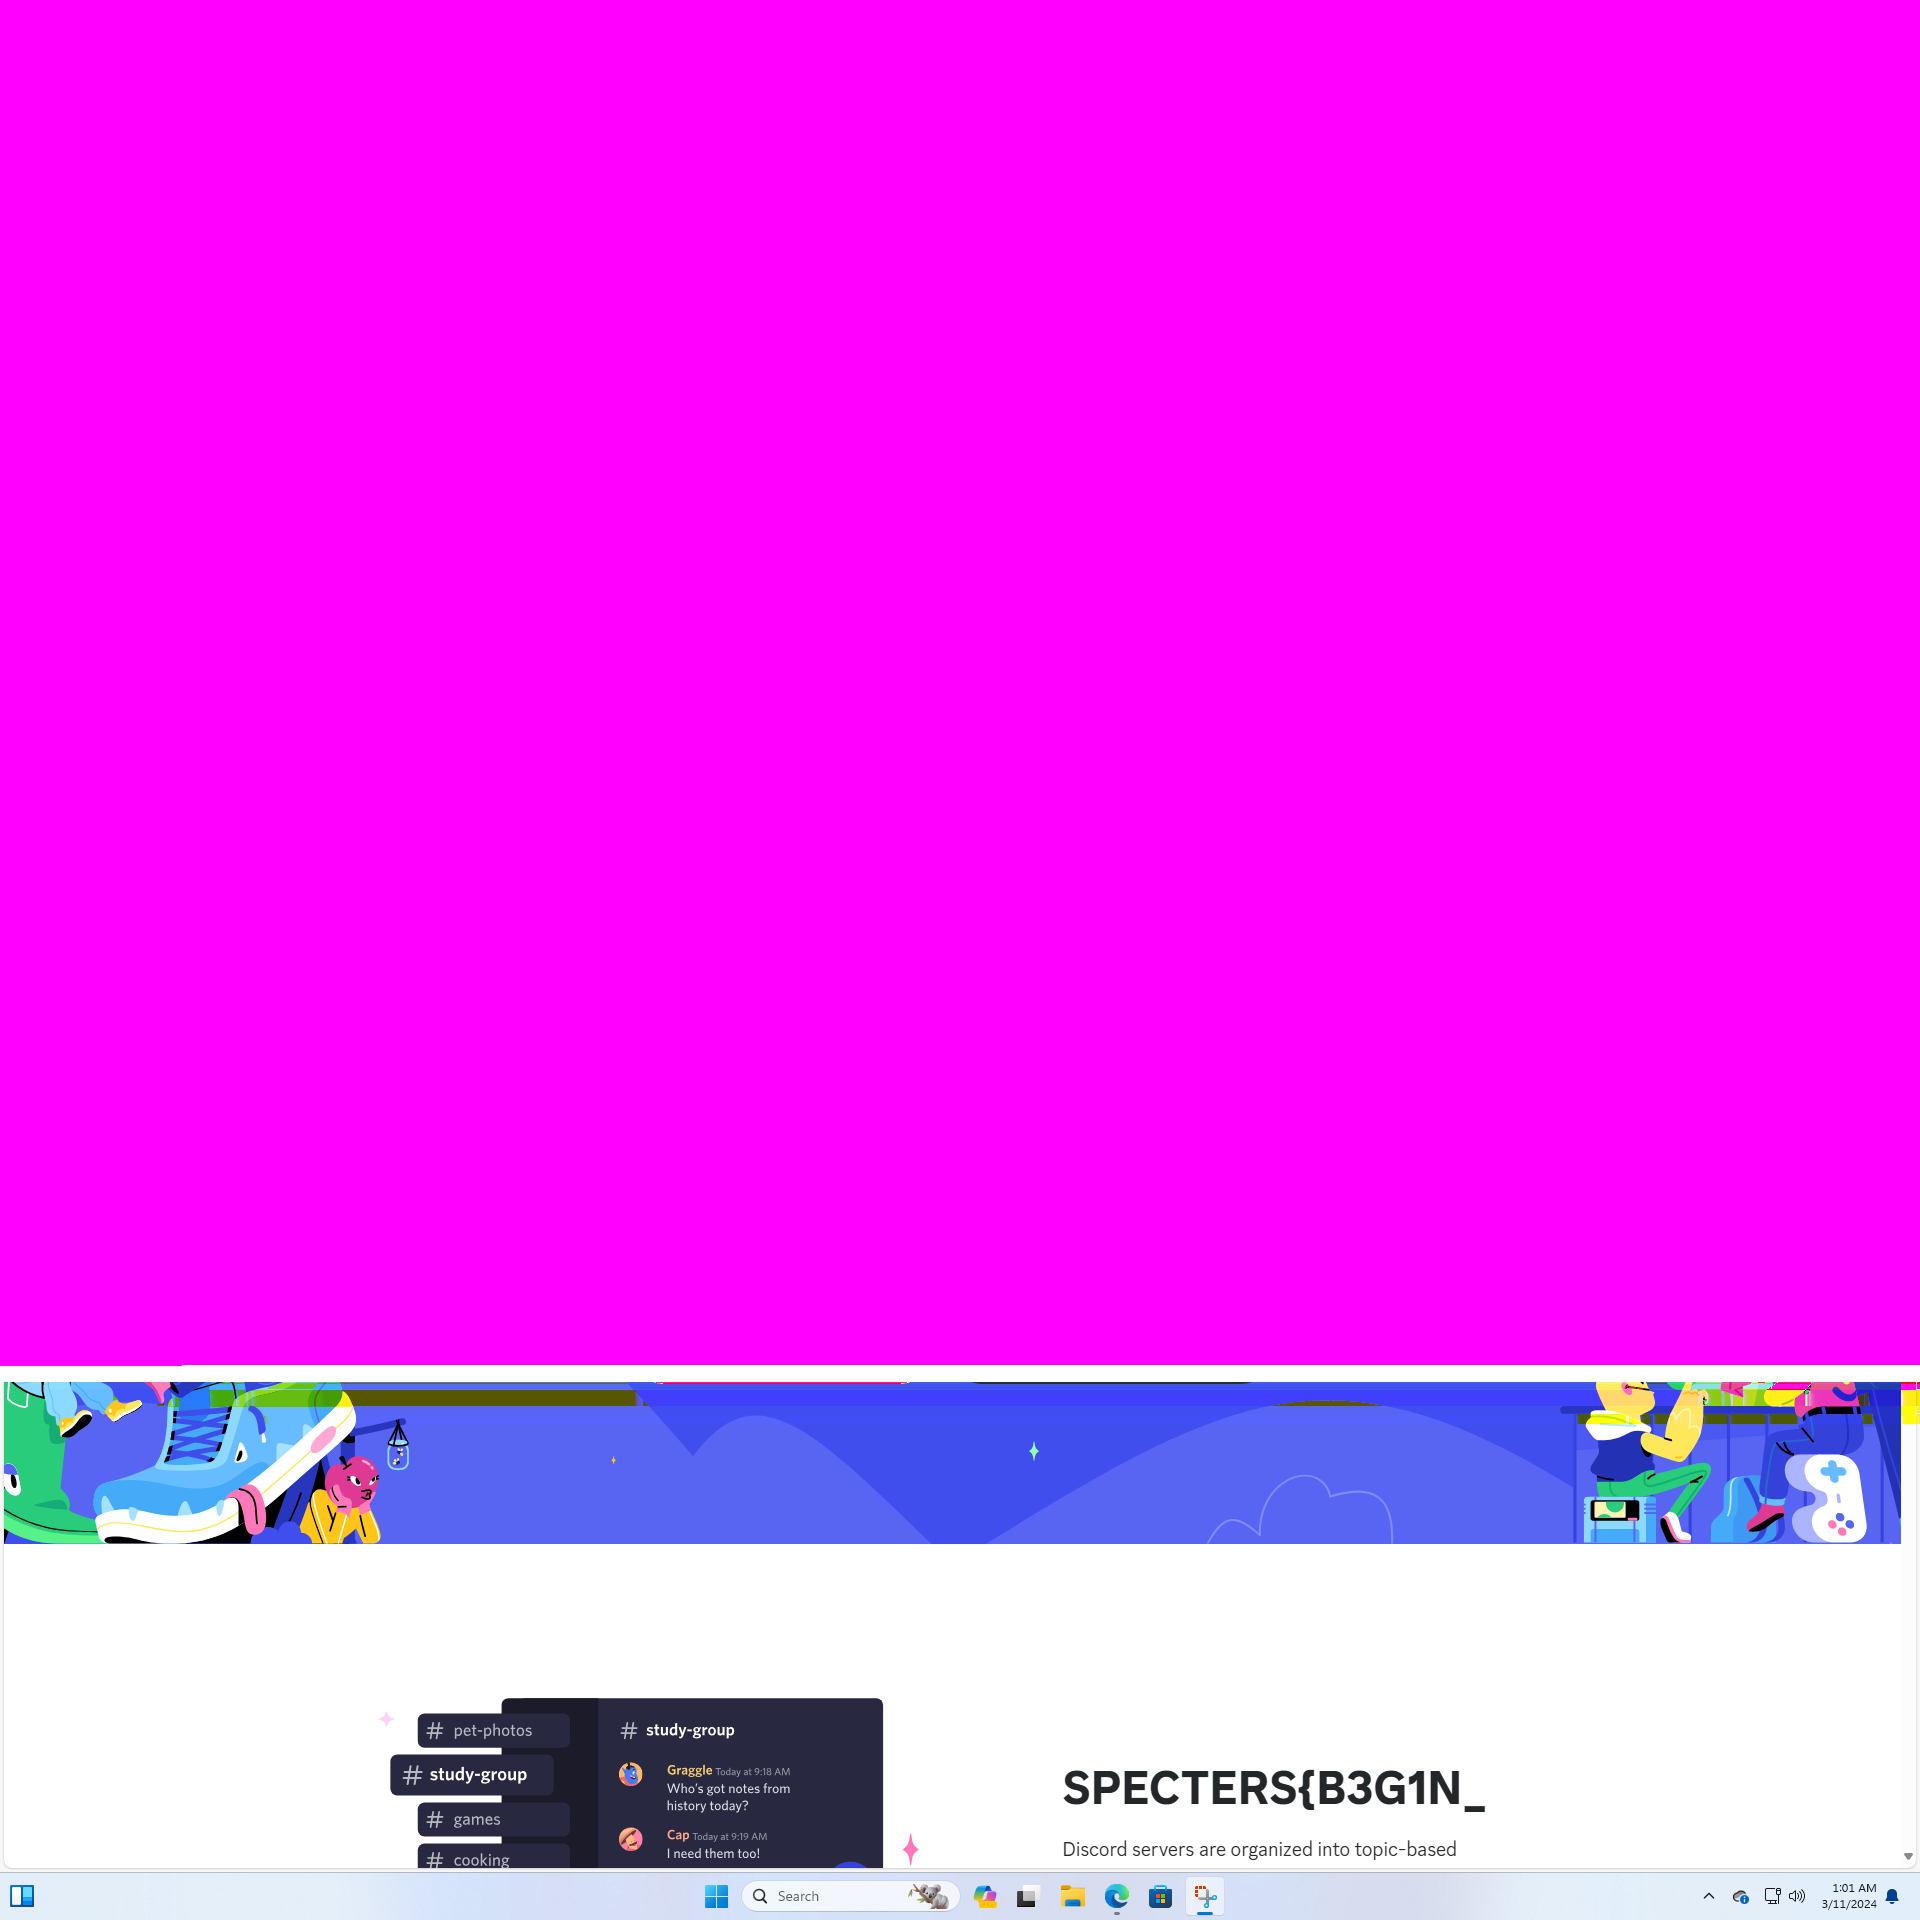 # pet-photos
# study-group
# games
# cooking
# study-group
Graggle Today at 9:18 AM
Who's got notes from
history today?
Cap Today at 9:19 AM
I need them too!
SPECTERS{B3G1N_
Discord servers are organized into topic-based
Search
1:01 AM
3/11/2024